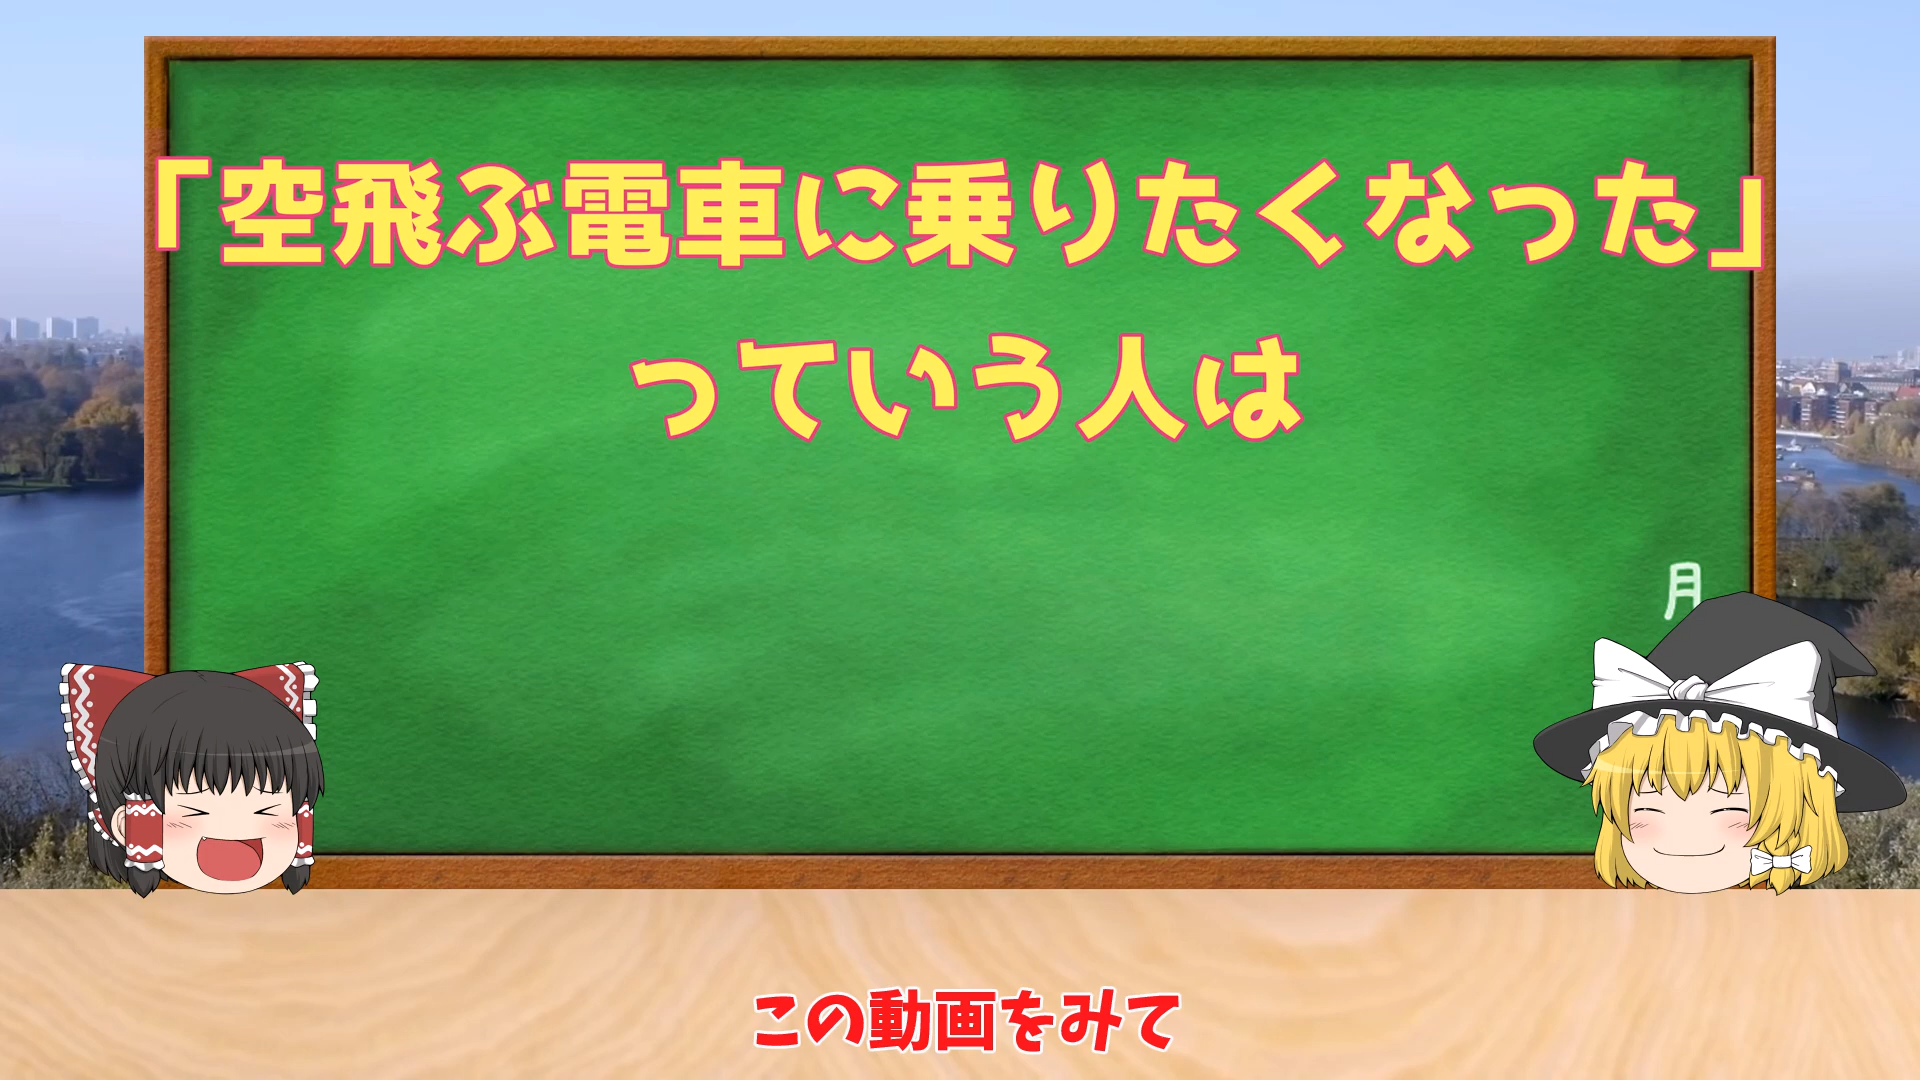 「空飛ぶ電車に乗りたくなった」
っていう人は
月
この動画をみて